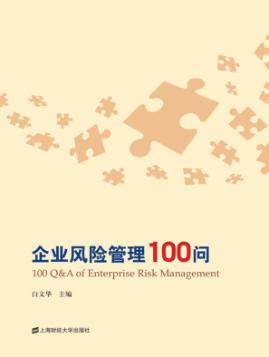 企业风险管理100问
100 Q&A of Enterprise Risk Management
白文华 主编
上海财经大学出版社